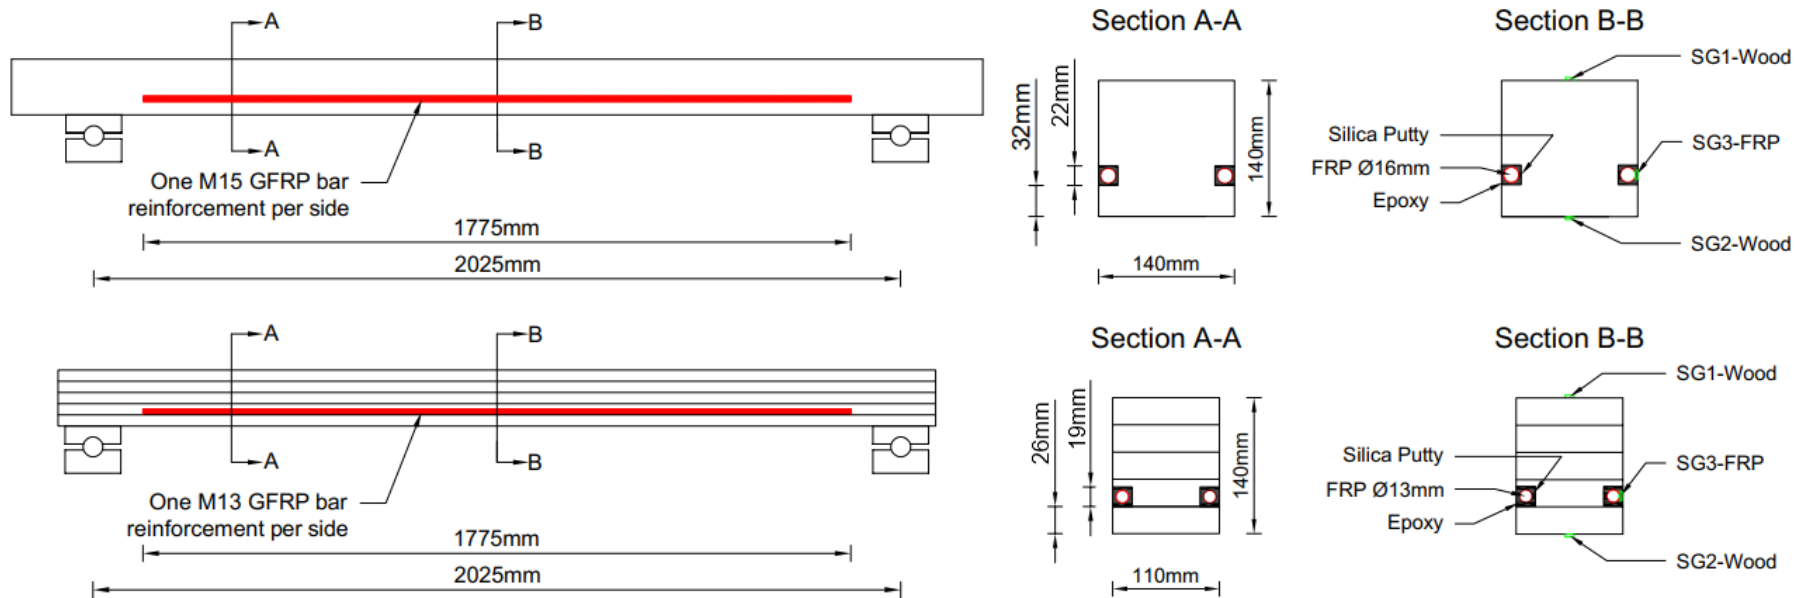 A
B
Section A-A
Section B-B
SG1-Wood
32mm
22mm
140mm
Silica Putty
FRP Ø16mm
Epoxy
SG3-FRP
A
B
One M15 GFRP bar
reinforcement per side
SG2-Wood
1775mm
2025mm
140mm
A
B
Section A-A
Section B-B
SG1-Wood
26mm
19mm
140mm
Silica Putty
FRP Ø13mm
Epoxy
SG3-FRP
A
B
One M13 GFRP bar
reinforcement per side
SG2-Wood
1775mm
2025mm
110mm